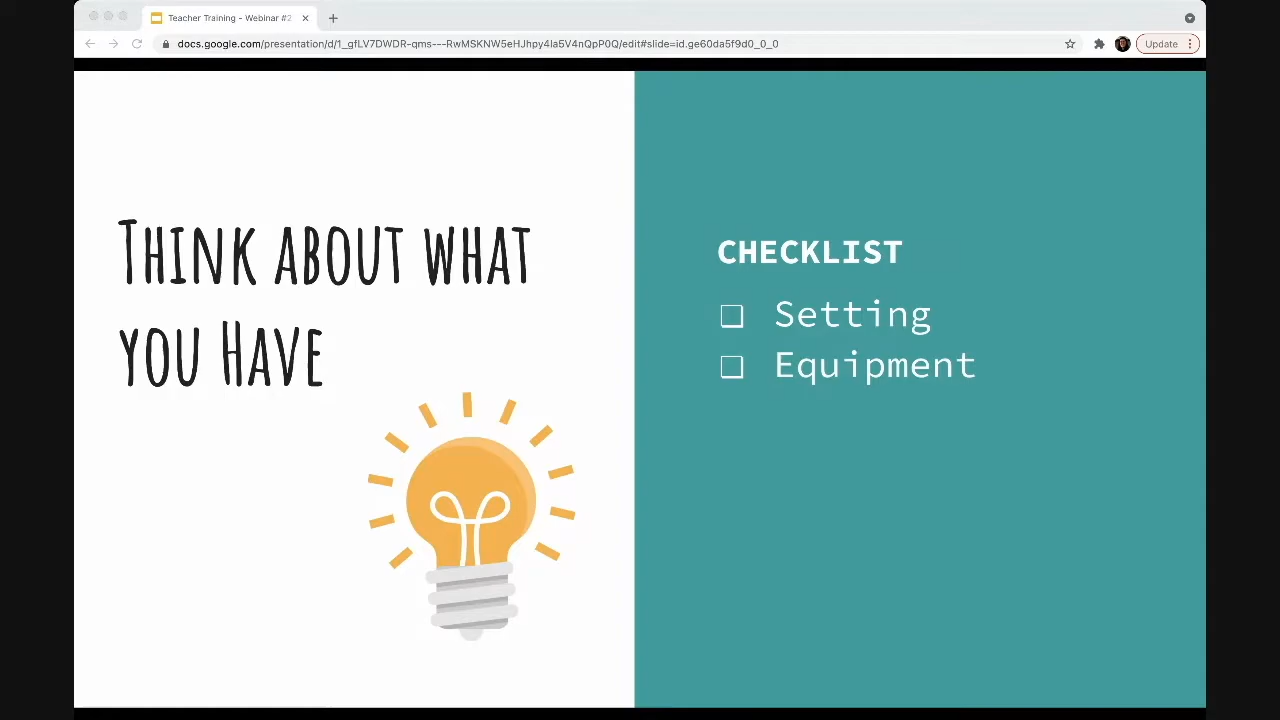 Teacher Training - Webinar #2
docs.google.com/presentation/d/1_gfLV7DWDR-qmo---RwMSKNW5eHJhpy4la5V4nQpP0Q/edit#slide=id.ge60da5f9d0_0_0
Update
THINK ABOUT WHAT
YOU HAVE
CHECKLIST
Setting
Equipment